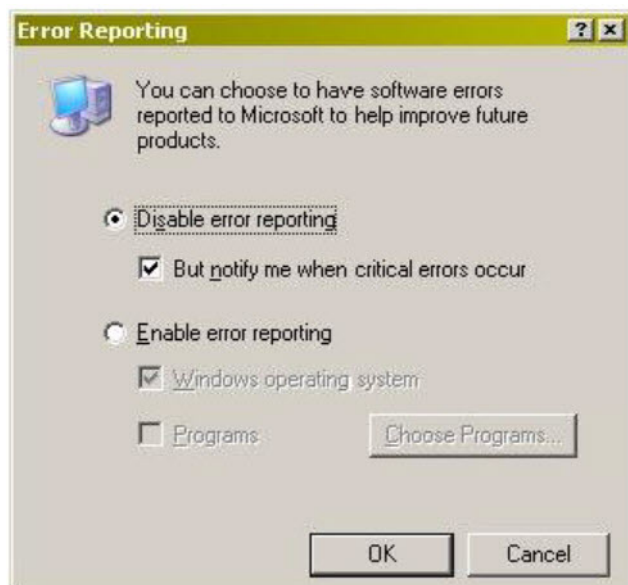 Error Reporting
You can choose to have software errors
reported to Microsoft to help improve future
products.
Disable error reporting
But notify me when critical errors occur
Enable error reporting
Windows operating system
Programs
Choose Programs...
OK
Cancel